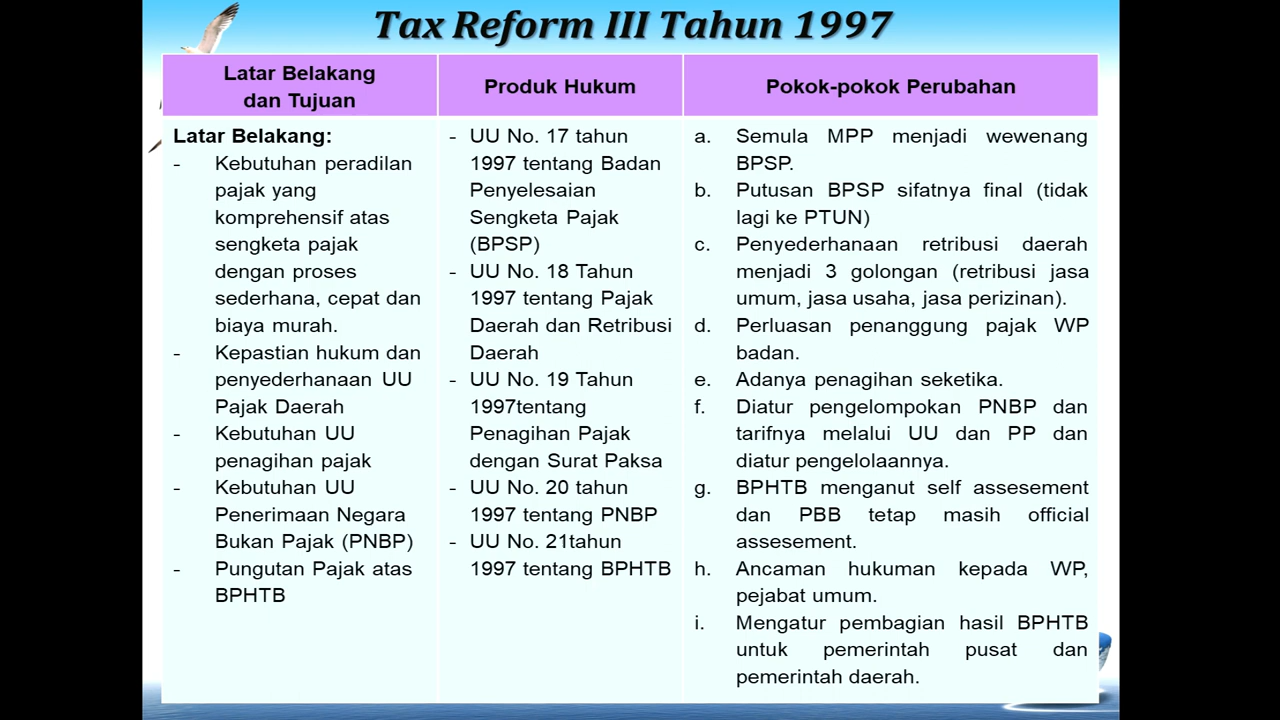 Tax Reform III Tahun 1997
Latar Belakang
dan Tujuan
Produk Hukum
Pokok-pokok Perubahan
Latar Belakang:
- Kebutuhan peradilan
pajak yang
komprehensif atas
sengketa pajak
dengan proses
sederhana, cepat dan
biaya murah.
- Kepastian hukum dan
penyederhanaan UU
Pajak Daerah
- Kebutuhan UU
penagihan pajak
- Kebutuhan UU
Penerimaan Negara
Bukan Pajak (PNBP)
- Pungutan Pajak atas
BPHTB
- UU No. 17 tahun
1997 tentang Badan
Penyelesaian
Sengketa Pajak
(BPSP)
- UU No. 18 Tahun
1997 tentang Pajak
Daerah dan Retribusi
Daerah
- UU No. 19 Tahun
1997tentang
Penagihan Pajak
dengan Surat Paksa
- UU No. 20 tahun
1997 tentang PNBP
- UU No. 21tahun
1997 tentang BPHTB
a. Semula MPP menjadi wewenang
BPSP.
b. Putusan BPSP sifatnya final (tidak
lagi ke PTUN)
c. Penyederhanaan retribusi daerah
menjadi 3 golongan (retribusi jasa
umum, jasa usaha, jasa perizinan).
d. Perluasan penanggung pajak WP
badan.
e. Adanya penagihan seketika.
f. Diatur pengelompokan PNBP dan
tarifnya melalui UU dan PP dan
diatur pengelolaannya.
g. BPHTB menganut self assesement
dan PBB tetap masih official
assesement.
h. Ancaman hukuman kepada WP,
pejabat umum.
i. Mengatur pembagian hasil BPHTB
untuk pemerintah pusat dan
pemerintah daerah.